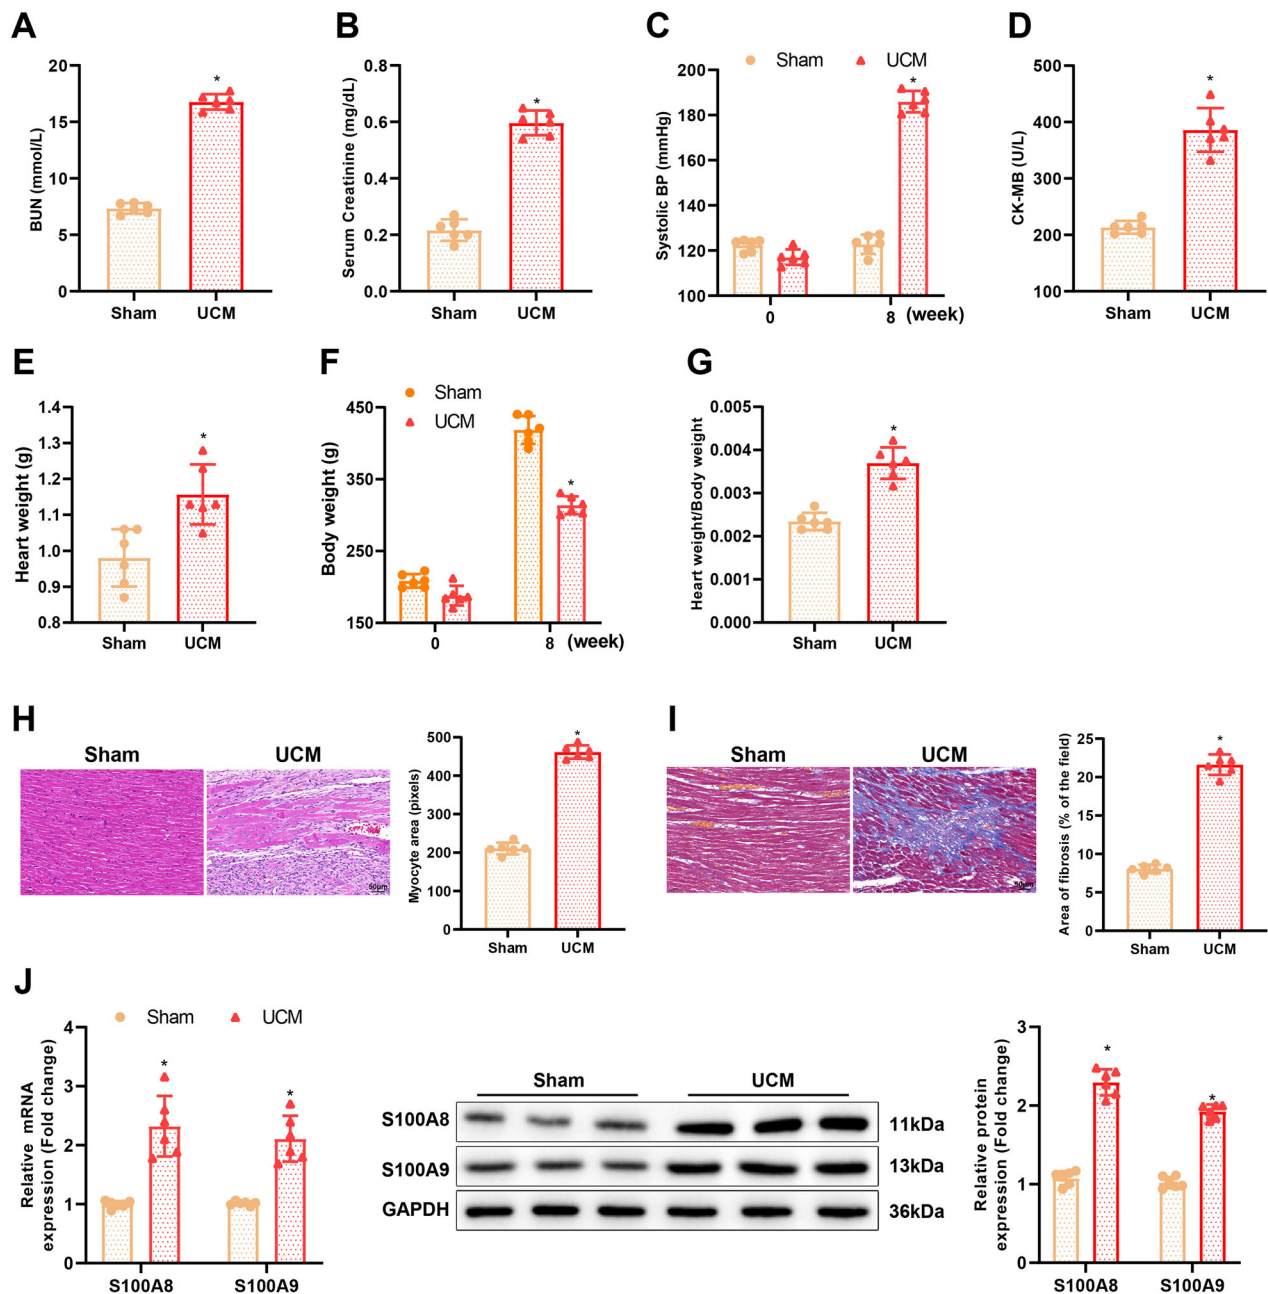 A
BUN (mmol/L)
20
15
10
5
0
*
Sham
UCM
B
Serum Creatinine (mg/dL)
0.8
0.6
0.4
0.2
0.0
*
Sham
UCM
C
Sham
UCM
Systolic BP (mmHg)
200
180
160
140
120
100
*
0
8
(week)
D
CK-MB (U/L)
500
400
300
200
100
*
Sham
UCM
E
Heart weight (g)
1.4
1.3
1.2
1.1
1.0
0.9
0.8
*
Sham
UCM
F
Sham
UCM
Body weight (g)
450
350
250
150
*
0
8
(week)
G
Heart weight/Body weight
0.005
0.004
0.003
0.002
0.001
0.000
*
Sham
UCM
H
Sham
UCM
50μm
Myocyte area (pixels)
500
400
300
200
100
0
*
Sham
UCM
I
Sham
UCM
50μm
Area of fibrosis (% of the field)
25
20
15
10
5
0
*
Sham
UCM
J
Sham
UCM
Relative mRNA
expression (Fold change)
4
3
2
1
0
*
*
S100A8
S100A9
Sham
UCM
S100A8
11kDa
S100A9
13kDa
GAPDH
36kDa
Relative protein
expression (Fold change)
3
2
1
0
*
*
S100A8
S100A9